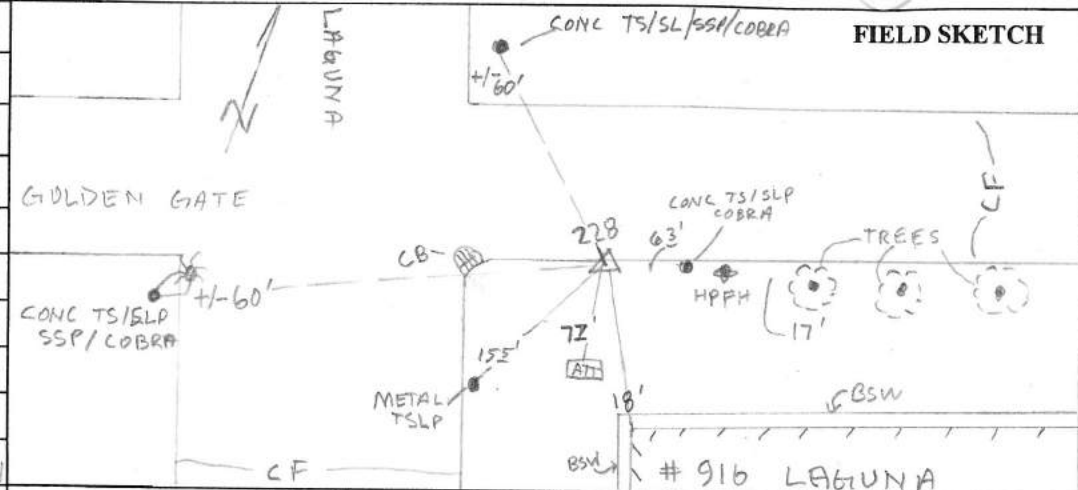 FIELD SKETCH
CONC TS/SL/SSP/COBRA
+/-60'
LAGUNA
N
GOLDEN GATE
CF
CONC TS/SLP
COBRA
228
63'
TREES
CB
HPFH
17'
+/-60'
CONC TS/SLP
SSP/COBRA
155'
72'
ATT
METAL
TSLP
18'
BSW
BSW
# 916 LAGUNA
CF